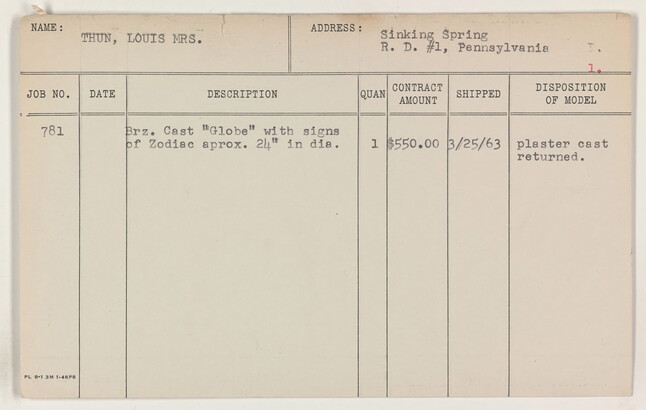 NAME: THUN, LOUIS MRS. ADDRESS: Sinking Spring
R. D. #1, Pennsylvania
1.
JOB NO. DATE DESCRIPTION QUAN CONTRACT AMOUNT SHIPPED DISPOSITION OF MODEL
781 Brz. Cast "Globe" with signs 1 $550.00 3/25/63 plaster cast
of Zodiac aprox. 24" in dia. returned.